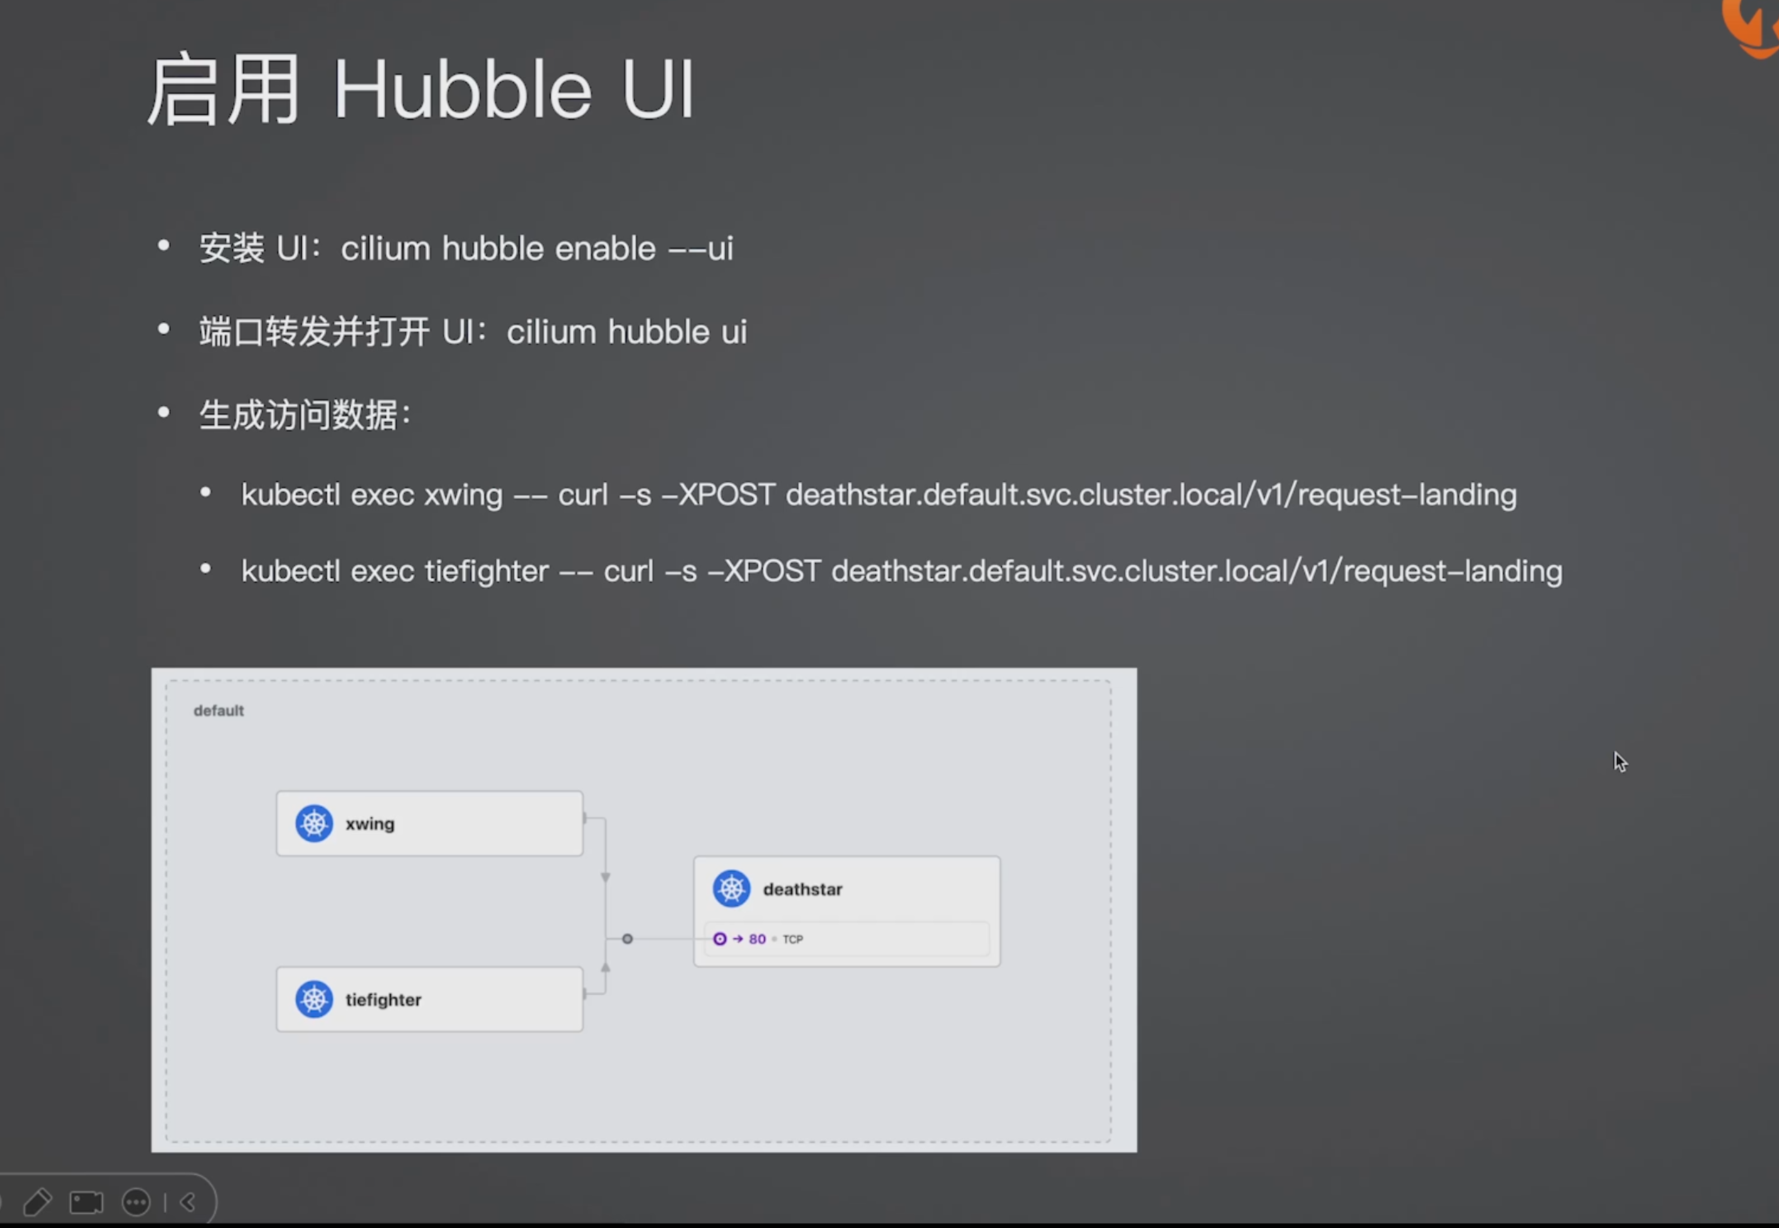 启用 Hubble UI
• 安装 UI：cilium hubble enable --ui
• 端口转发并打开 UI：cilium hubble ui
• 生成访问数据：
• kubectl exec xwing -- curl -s -XPOST deathstar.default.svc.cluster.local/v1/request-landing
• kubectl exec tiefighter -- curl -s -XPOST deathstar.default.svc.cluster.local/v1/request-landing
default
xwing
deathstar
→ 80 • TCP
tiefighter